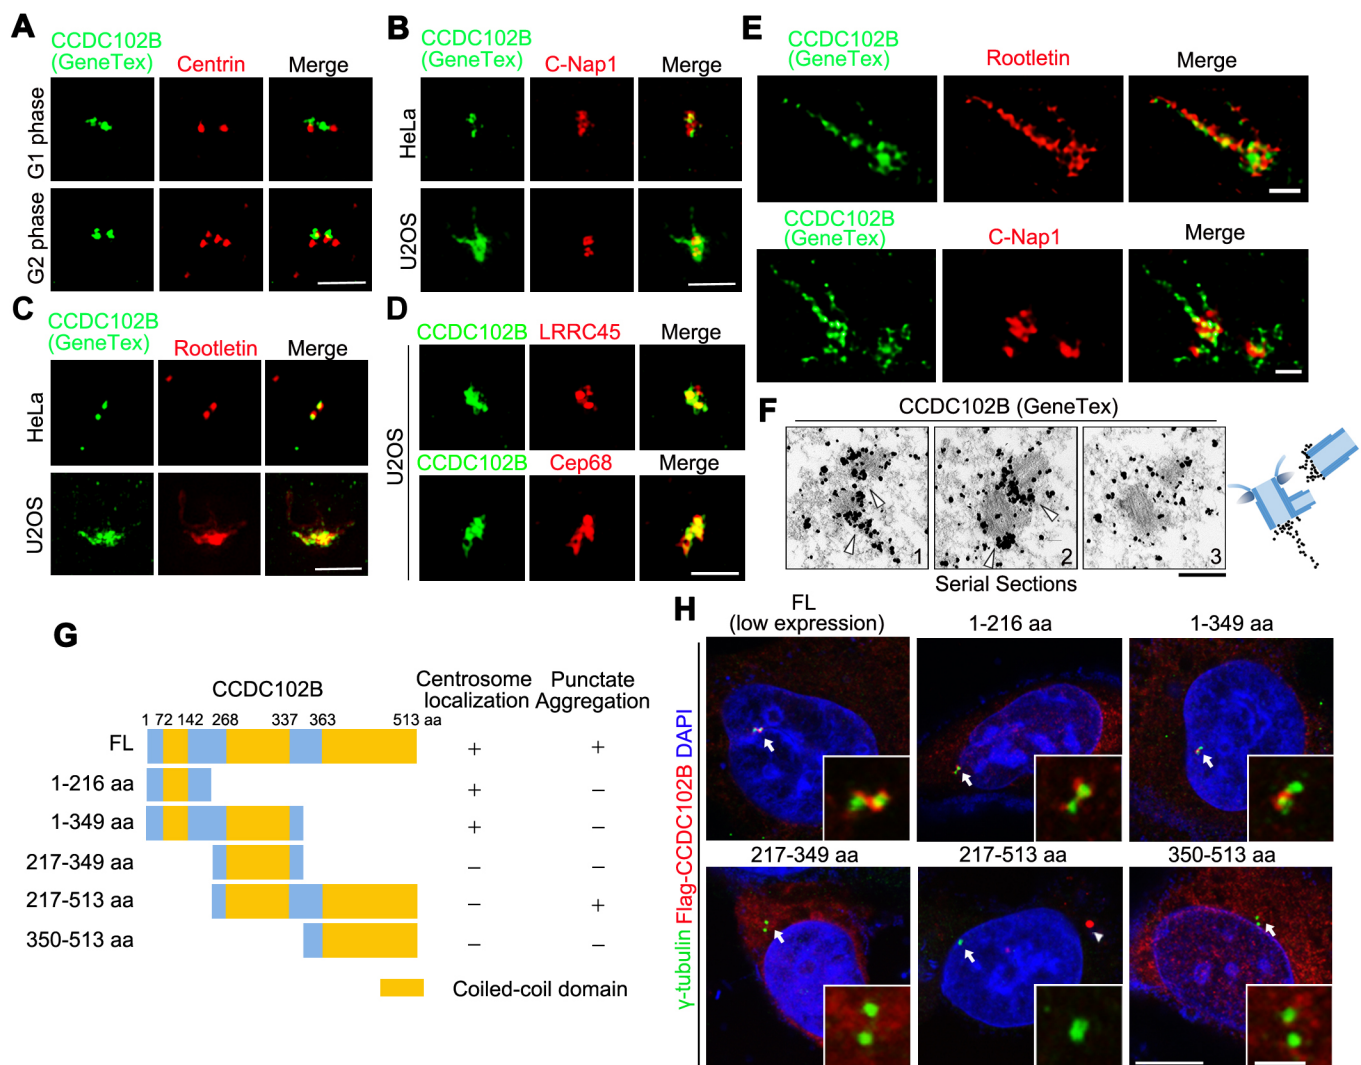 A
CCDC102B
(GeneTex)
Centrin
Merge
G1 phase
G2 phase
B
CCDC102B
(GeneTex)
C-Nap1
Merge
HeLa
U2OS
C
CCDC102B
(GeneTex)
Rootletin
Merge
HeLa
U2OS
D
CCDC102B
LRRC45
Merge
U2OS
CCDC102B
Cep68
Merge
E
CCDC102B
(GeneTex)
Rootletin
Merge
CCDC102B
(GeneTex)
C-Nap1
Merge
F
CCDC102B (GeneTex)
1
2
3
Serial Sections
G
CCDC102B
Centrosome
localization
Punctate
Aggregation
1 72 142 268 337 363 513 aa
FL + +
1-216 aa + −
1-349 aa + −
217-349 aa − −
217-513 aa − +
350-513 aa − −
Coiled-coil domain
H
FL
(low expression)
1-216 aa
1-349 aa
217-349 aa
217-513 aa
350-513 aa
γ-tubulin Flag-CCDC102B DAPI